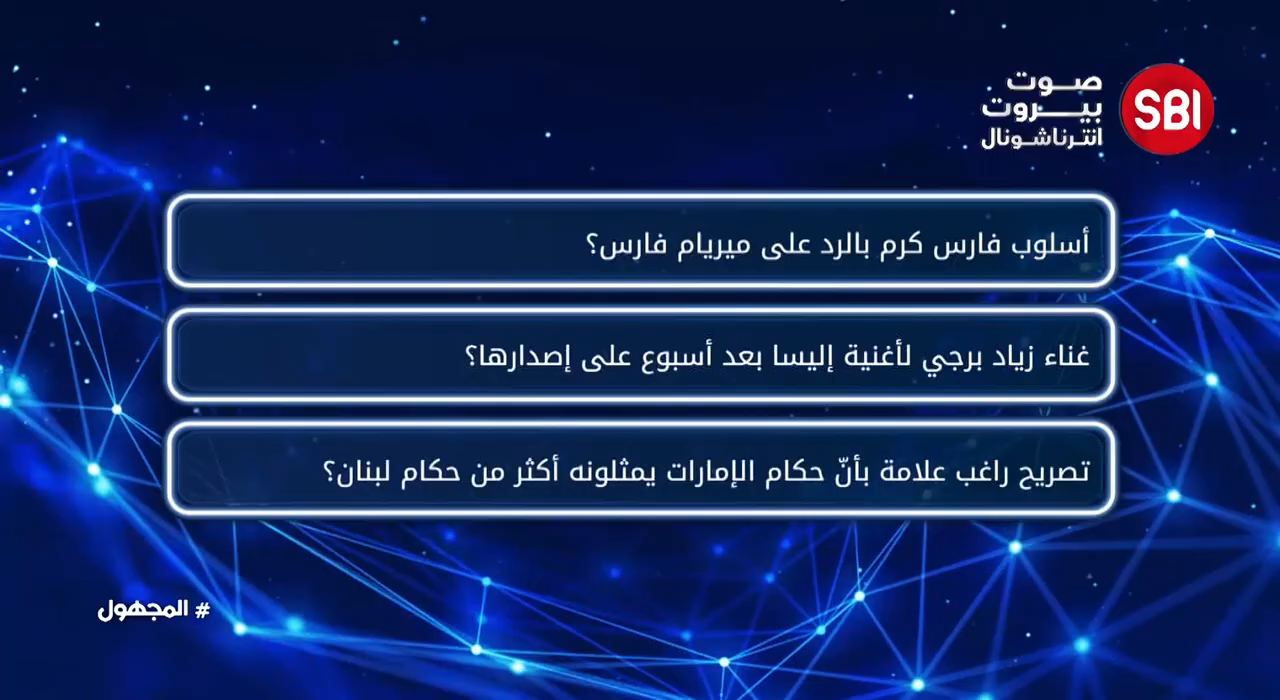 صوت
بيروت
انترناشونال
SBI
أسلوب فارس كرم بالرد على ميريام فارس؟
غناء زياد برجي لأغنية إليسا بعد أسبوع على إصدارها؟
تصريح راغب علامة بأنّ حكام الإمارات يمثلونه أكثر من حكام لبنان؟
# المجهول